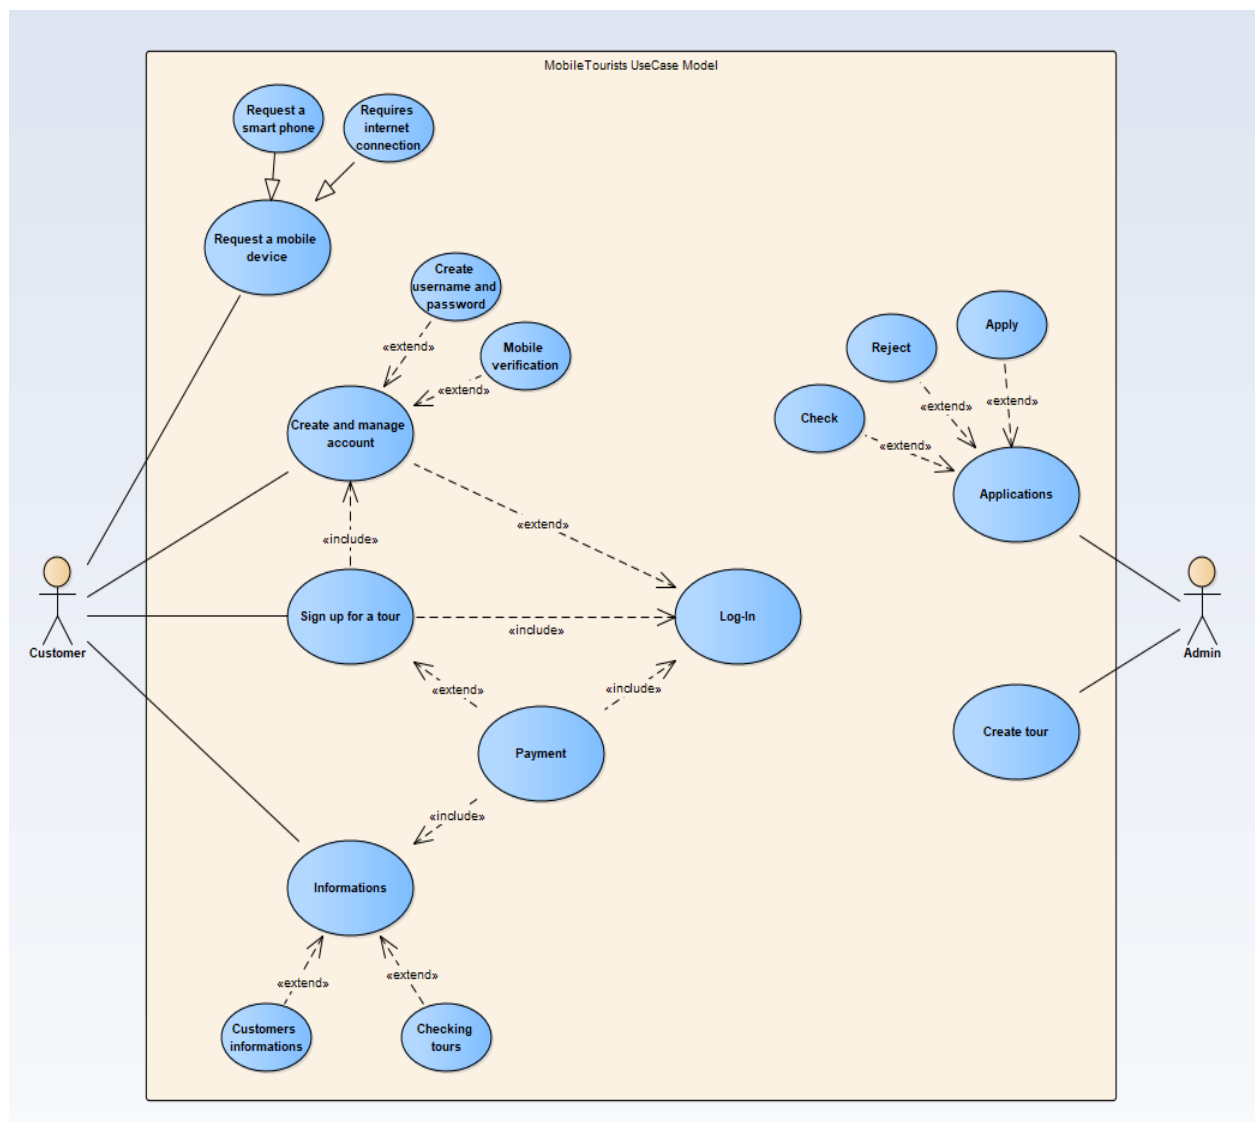 MobileTourists UseCase Model
Request a
smart phone
Requires
internet
connection
Request a mobile
device
Create
username and
password
«extend»
Mobile
verification
«extend»
Create and manage
account
Apply
Reject
Check
«extend»
«extend»
«extend»
Applications
«extend»
«include»
Sign up for a tour
«include»
Log-In
Customer
Admin
«extend»
«include»
Payment
Create tour
«include»
Informations
«extend»
«extend»
Customers
informations
Checking
tours